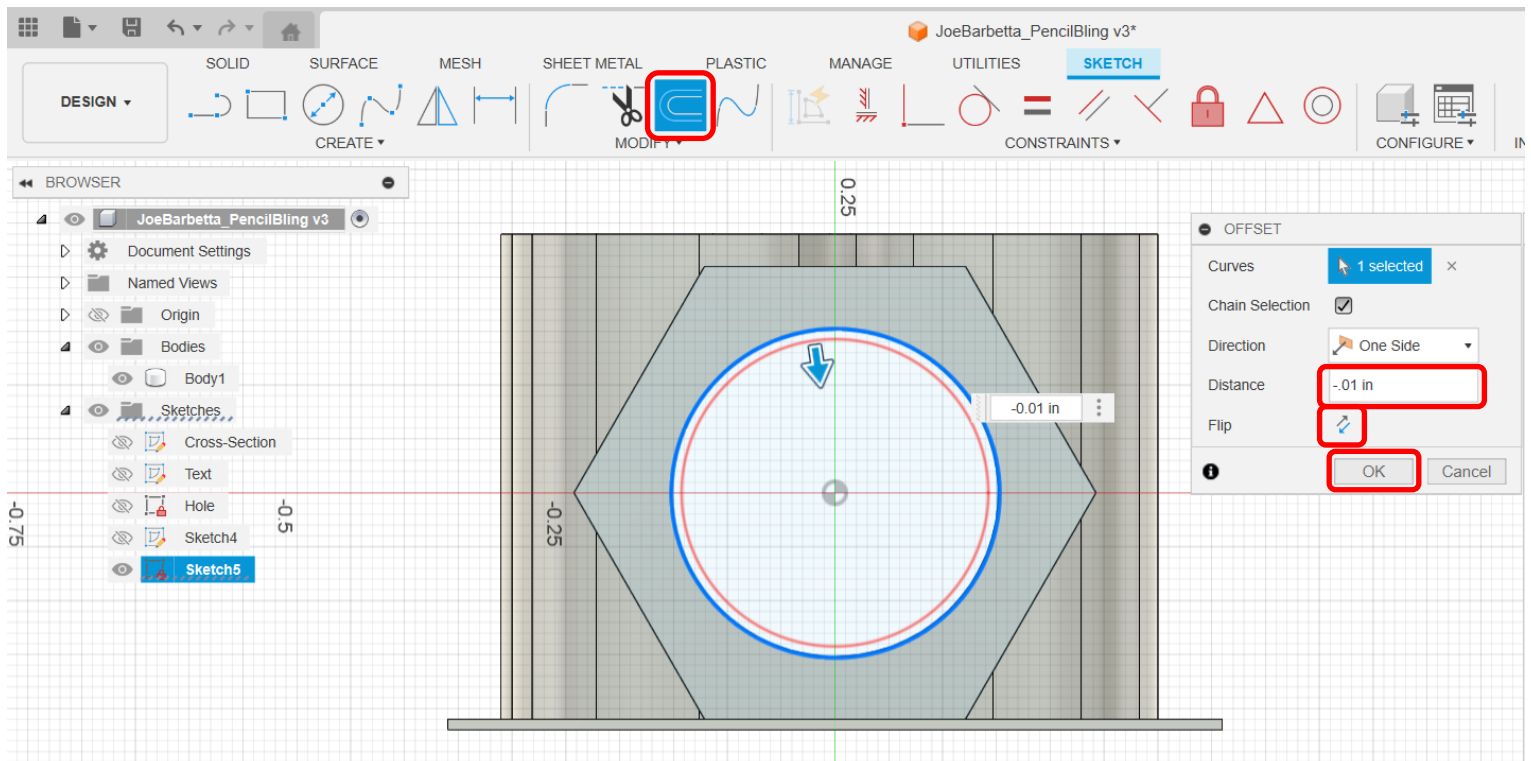 JoeBarbetta_PencilBling v3*
SOLID SURFACE MESH SHEET METAL PLASTIC MANAGE UTILITIES SKETCH
DESIGN
CREATE MODIFY CONSTRAINTS CONFIGURE IN
BROWSER
JoeBarbetta_PencilBling v3
Document Settings
Named Views
Origin
Bodies
Body1
Sketches
Cross-Section
Text
Hole
Sketch4
Sketch5
0.25
-0.75
-0.5
-0.25
-0.01 in
OFFSET
Curves 1 selected
Chain Selection
Direction One Side
Distance -.01 in
Flip
OK Cancel